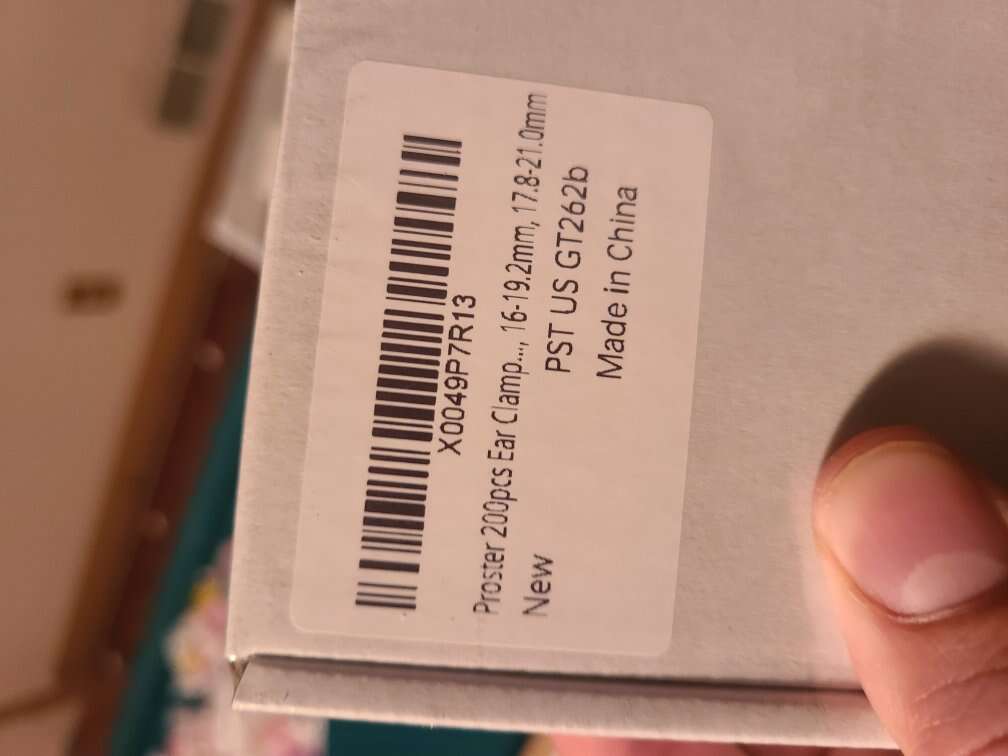 X0049P7R13
Proster 200pcs Ear Clamp..., 16-19.2mm, 17.8-21.0mm
New
PST US GT262b
Made in China